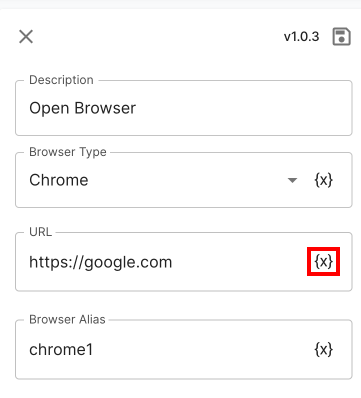 v1.0.3
Description
Open Browser
Browser Type
Chrome {x}
URL
https://google.com {x}
Browser Alias
chrome1 {x}